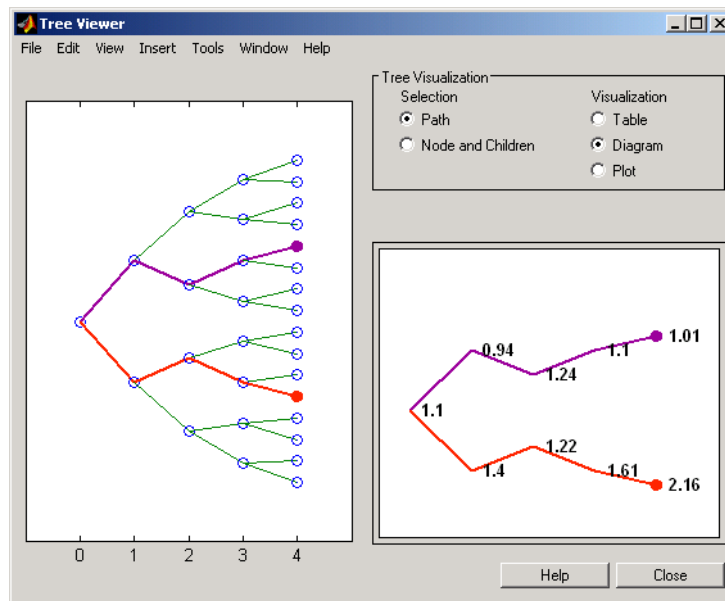 Tree Viewer
File Edit View Insert Tools Window Help
Tree Visualization
Selection
Visualization
Path
Table
Node and Children
Diagram
Plot
0.94
1.1
1.01
1.24
1.1
1.22
1.4
1.61
2.16
0 1 2 3 4
Help
Close